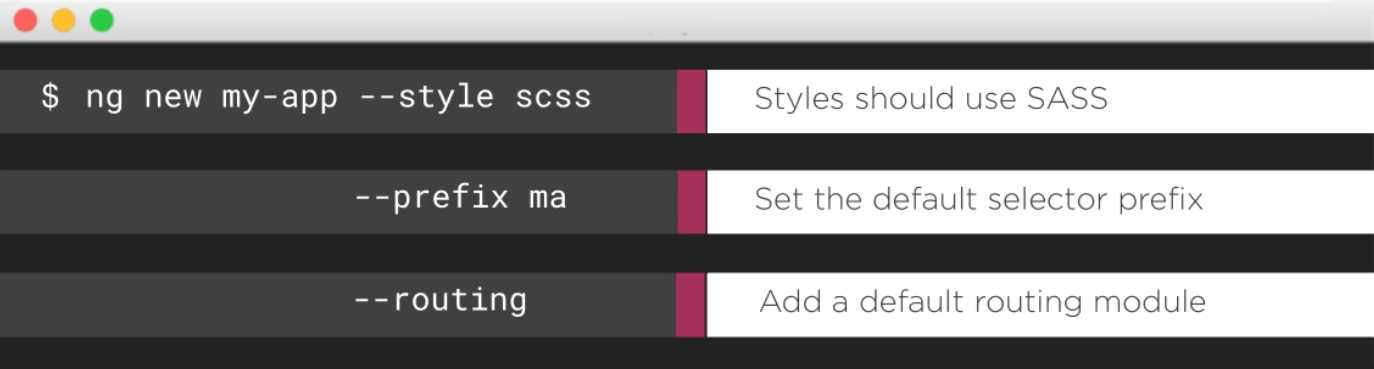 $ ng new my-app --style scss Styles should use SASS
--prefix ma Set the default selector prefix
--routing Add a default routing module